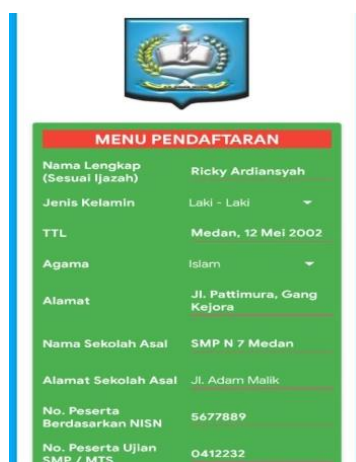 MENU PENDAFTARAN
Nama Lengkap
(Sesuai Ijazah)
Ricky Ardiansyah
Jenis Kelamin
Laki - Laki
TTL
Medan, 12 Mei 2002
Agama
Islam
Alamat
Jl. Pattimura, Gang
Kejora
Nama Sekolah Asal
SMP N 7 Medan
Alamat Sekolah Asal
Jl. Adam Malik
No. Peserta
Berdasarkan NISN
5677889
No. Peserta Ujian
SMP / MTS
0412232